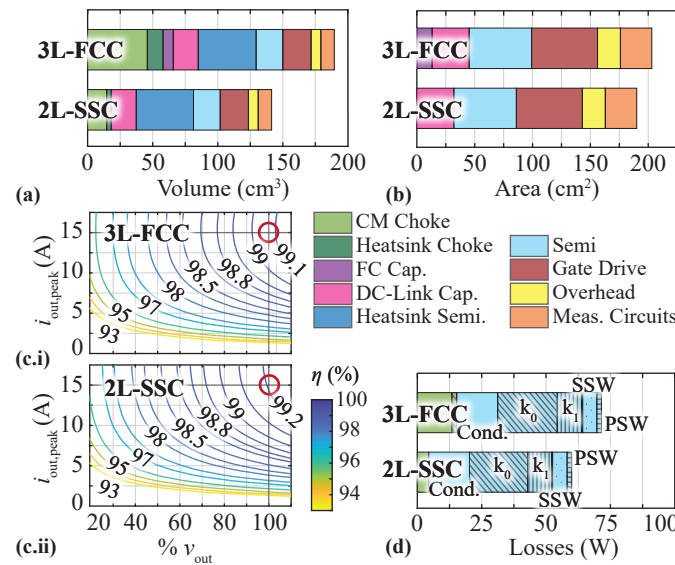 3L-FCC
2L-SSC
0 50 100 150 200
(a) Volume (cm³)
3L-FCC
2L-SSC
0 50 100 150 200
(b) Area (cm²)
CM Choke
Heatsink Choke
FC Cap.
DC-Link Cap.
Heatsink Semi.
Semi
Gate Drive
Overhead
Meas. Circuits
3L-FCC
15
10
5
0
i out,peak (A)
93 95 97 98 98.5 98.8 99 99.1
(c.i)
2L-SSC
15
10
5
0
i out,peak (A)
93 95 97 98 98.5 98.8 99 99.2
20 40 60 80 100
(c.ii) % v out
η (%)
100
98
96
94
3L-FCC
Cond. k₀ k₁ SSW PSW
2L-SSC
Cond. k₀ k₁ SSW PSW
0 25 50 75 100
(d) Losses (W)